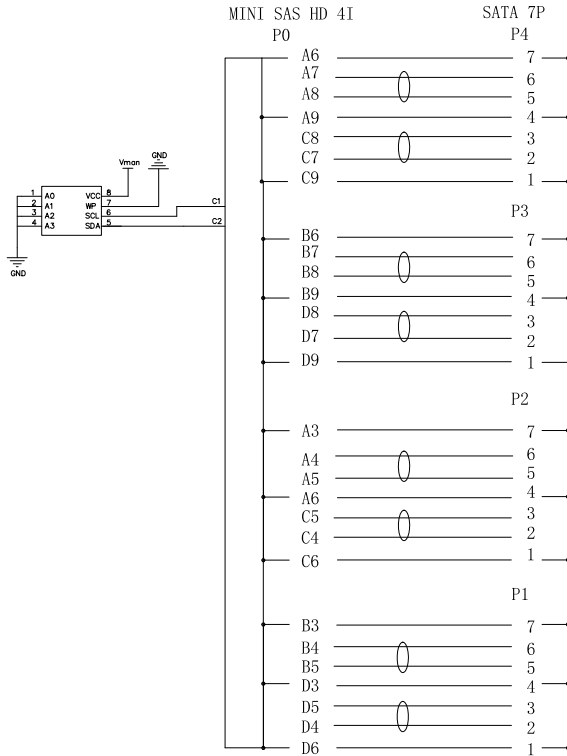 MINI SAS HD 4I SATA 7P
P0 P4
A6 7
A7 6
A8 5
A9 4
C8 3
C7 2
C9 1
Vman GND
1 A0 VCC 8
2 A1 WP 7
3 A2 SCL 6 C1
4 A3 SDA 5 C2
GND
P3
B6 7
B7 6
B8 5
B9 4
D8 3
D7 2
D9 1
P2
A3 7
A4 6
A5 5
A6 4
C5 3
C4 2
C6 1
P1
B3 7
B4 6
B5 5
D3 4
D5 3
D4 2
D6 1